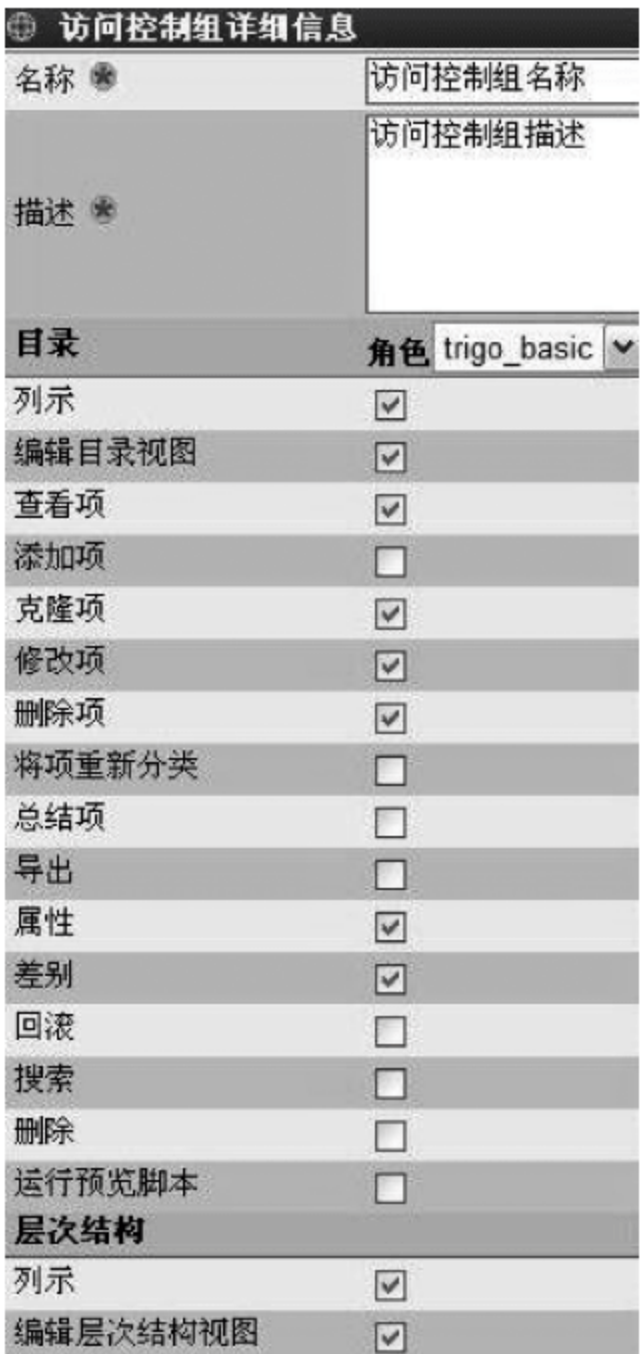 访问控制组详细信息
名称 访问控制组名称
描述 访问控制组描述
目录 角色 trigo_basic
列示
编辑目录视图
查看项
添加项
克隆项
修改项
删除项
将项重新分类
总结项
导出
属性
差别
回滚
搜索
删除
运行预览脚本
层次结构
列示
编辑层次结构视图